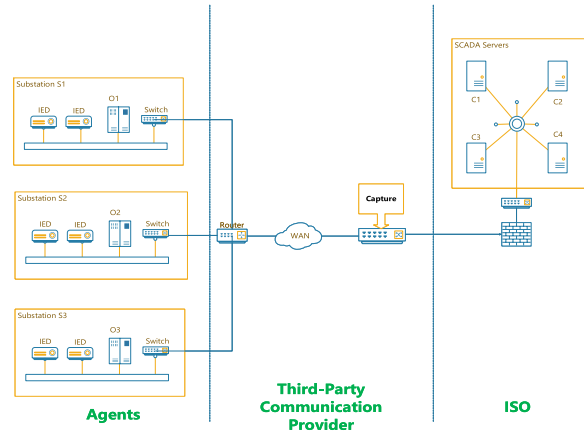 SCADA Servers
C1
C2
C3
C4
Substation S1
IED
IED
O1
Switch
Substation S2
IED
IED
O2
Switch
Substation S3
IED
IED
O3
Switch
Router
WAN
Capture
Agents
Third-Party
Communication
Provider
ISO